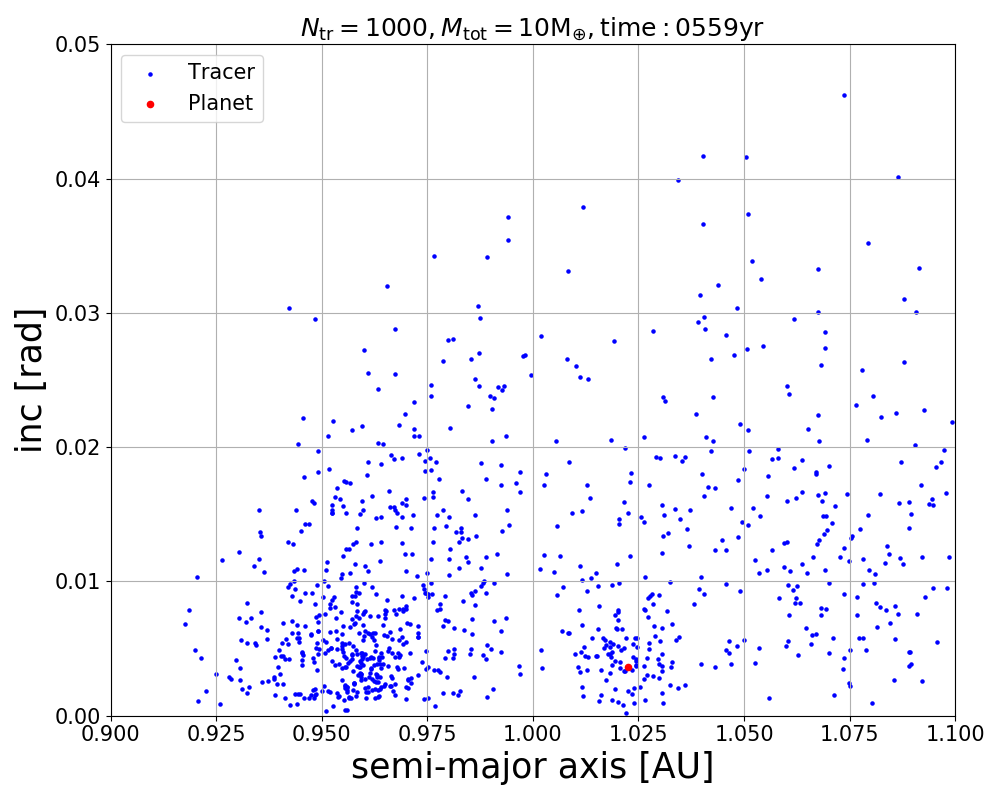 N_tr = 1000, M_tot = 10M_⊕, time : 0559yr
Tracer
Planet
inc [rad]
0.05
0.04
0.03
0.02
0.01
0.00
0.900 0.925 0.950 0.975 1.000 1.025 1.050 1.075 1.100
semi-major axis [AU]